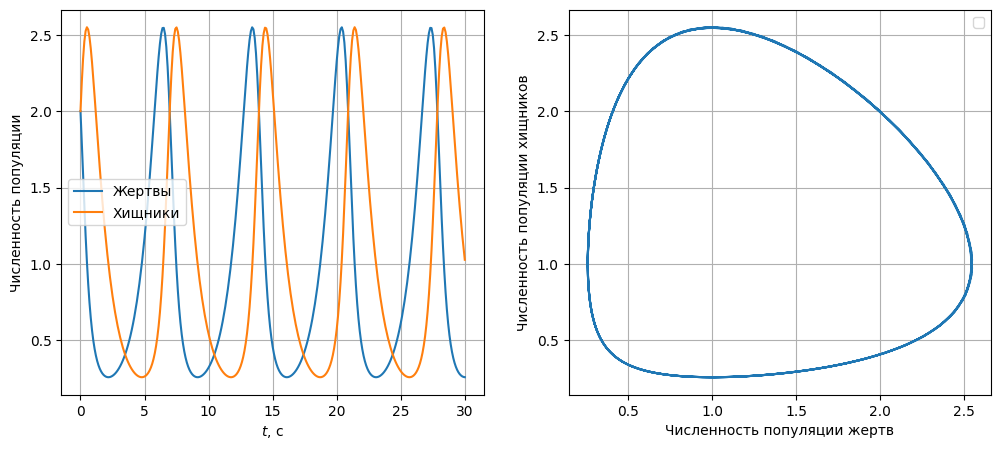 Численность популяции
2.5
2.0
1.5
1.0
0.5
Жертвы
Хищники
0 5 10 15 20 25 30
t, с
Численность популяции хищников
2.5
2.0
1.5
1.0
0.5
0.5 1.0 1.5 2.0 2.5
Численность популяции жертв